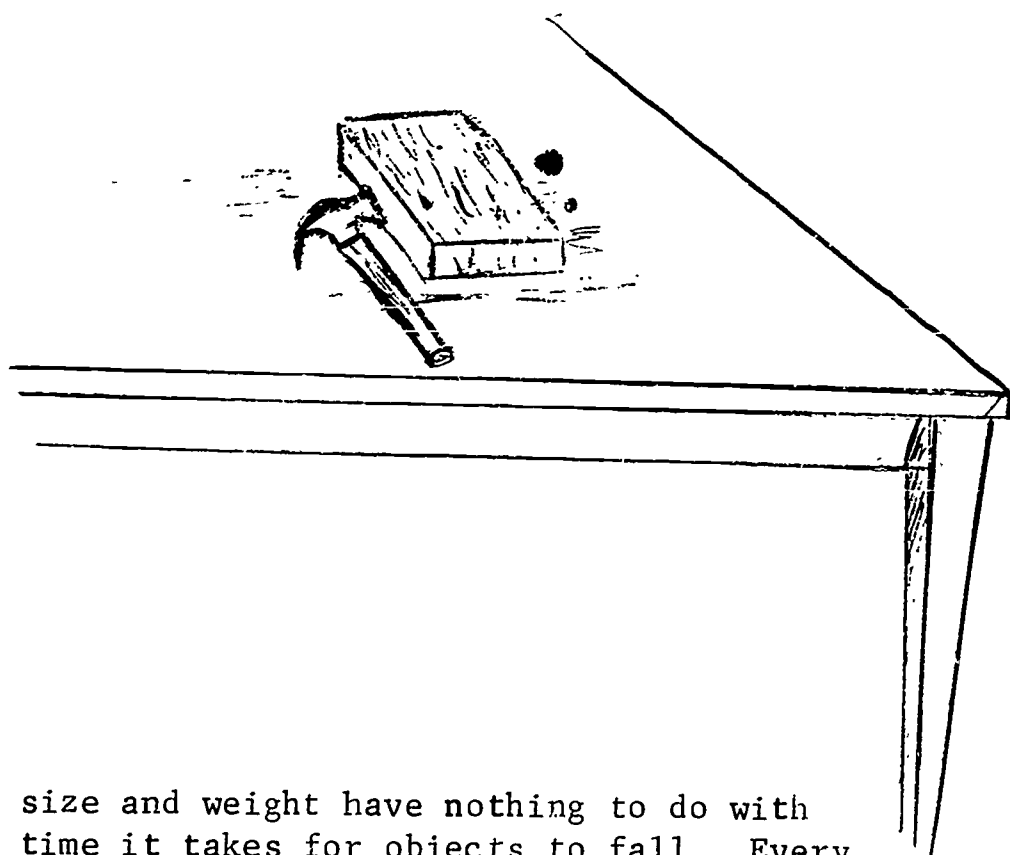 size and weight have nothing to do with
time it takes for objects to fall. Every